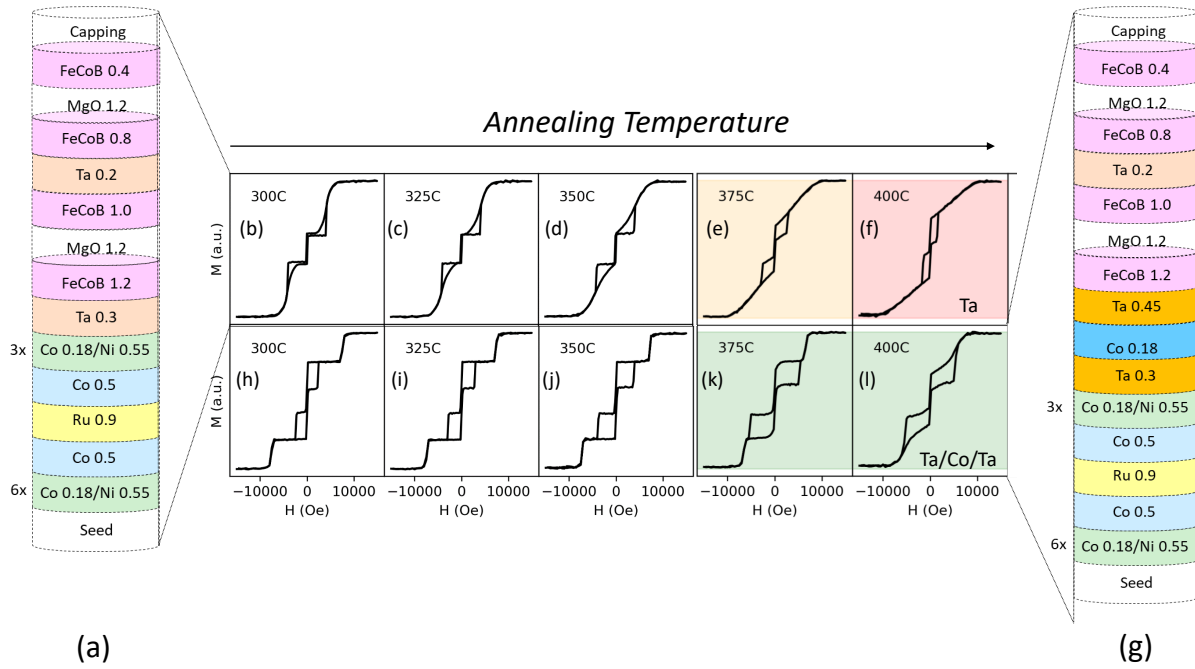 Capping
FeCoB 0.4
MgO 1.2
FeCoB 0.8
Ta 0.2
FeCoB 1.0
MgO 1.2
FeCoB 1.2
Ta 0.3
3x
Co 0.18/Ni 0.55
Co 0.5
Ru 0.9
Co 0.5
6x
Co 0.18/Ni 0.55
Seed
(a)
Annealing Temperature
M (a.u.)
300C
(b)
325C
(c)
350C
(d)
375C
(e)
400C
(f)
Ta
M (a.u.)
300C
(h)
325C
(i)
350C
(j)
375C
(k)
400C
(l)
Ta/Co/Ta
−10000 0 10000
−10000 0 10000
−10000 0 10000
−10000 0 10000
−10000 0 10000
H (Oe)
H (Oe)
H (Oe)
H (Oe)
H (Oe)
Capping
FeCoB 0.4
MgO 1.2
FeCoB 0.8
Ta 0.2
FeCoB 1.0
MgO 1.2
FeCoB 1.2
Ta 0.45
Co 0.18
Ta 0.3
3x
Co 0.18/Ni 0.55
Co 0.5
Ru 0.9
Co 0.5
6x
Co 0.18/Ni 0.55
Seed
(g)